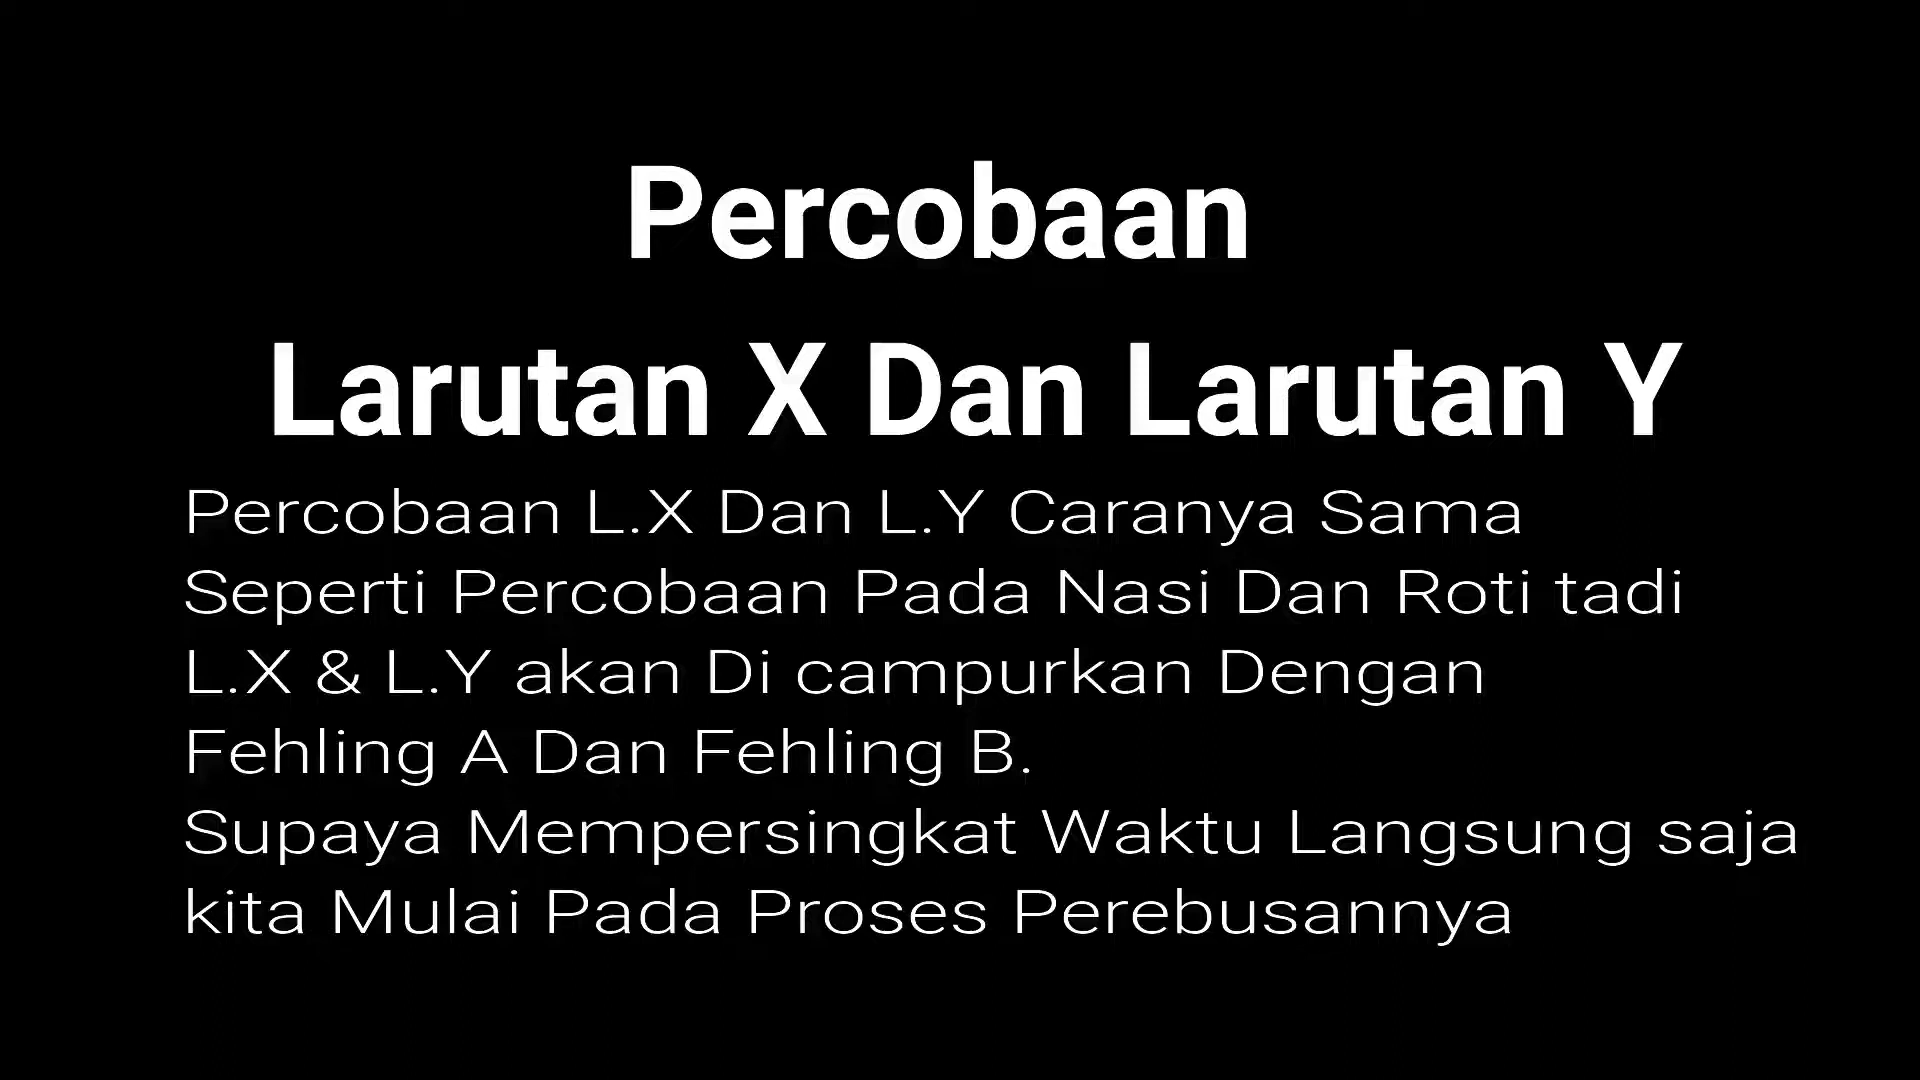 Percobaan
Larutan X Dan Larutan Y
Percobaan L.X Dan L.Y Caranya Sama
Seperti Percobaan Pada Nasi Dan Roti tadi
L.X & L.Y akan Di campurkan Dengan
Fehling A Dan Fehling B.
Supaya Mempersingkat Waktu Langsung saja
kita Mulai Pada Proses Perebusannya